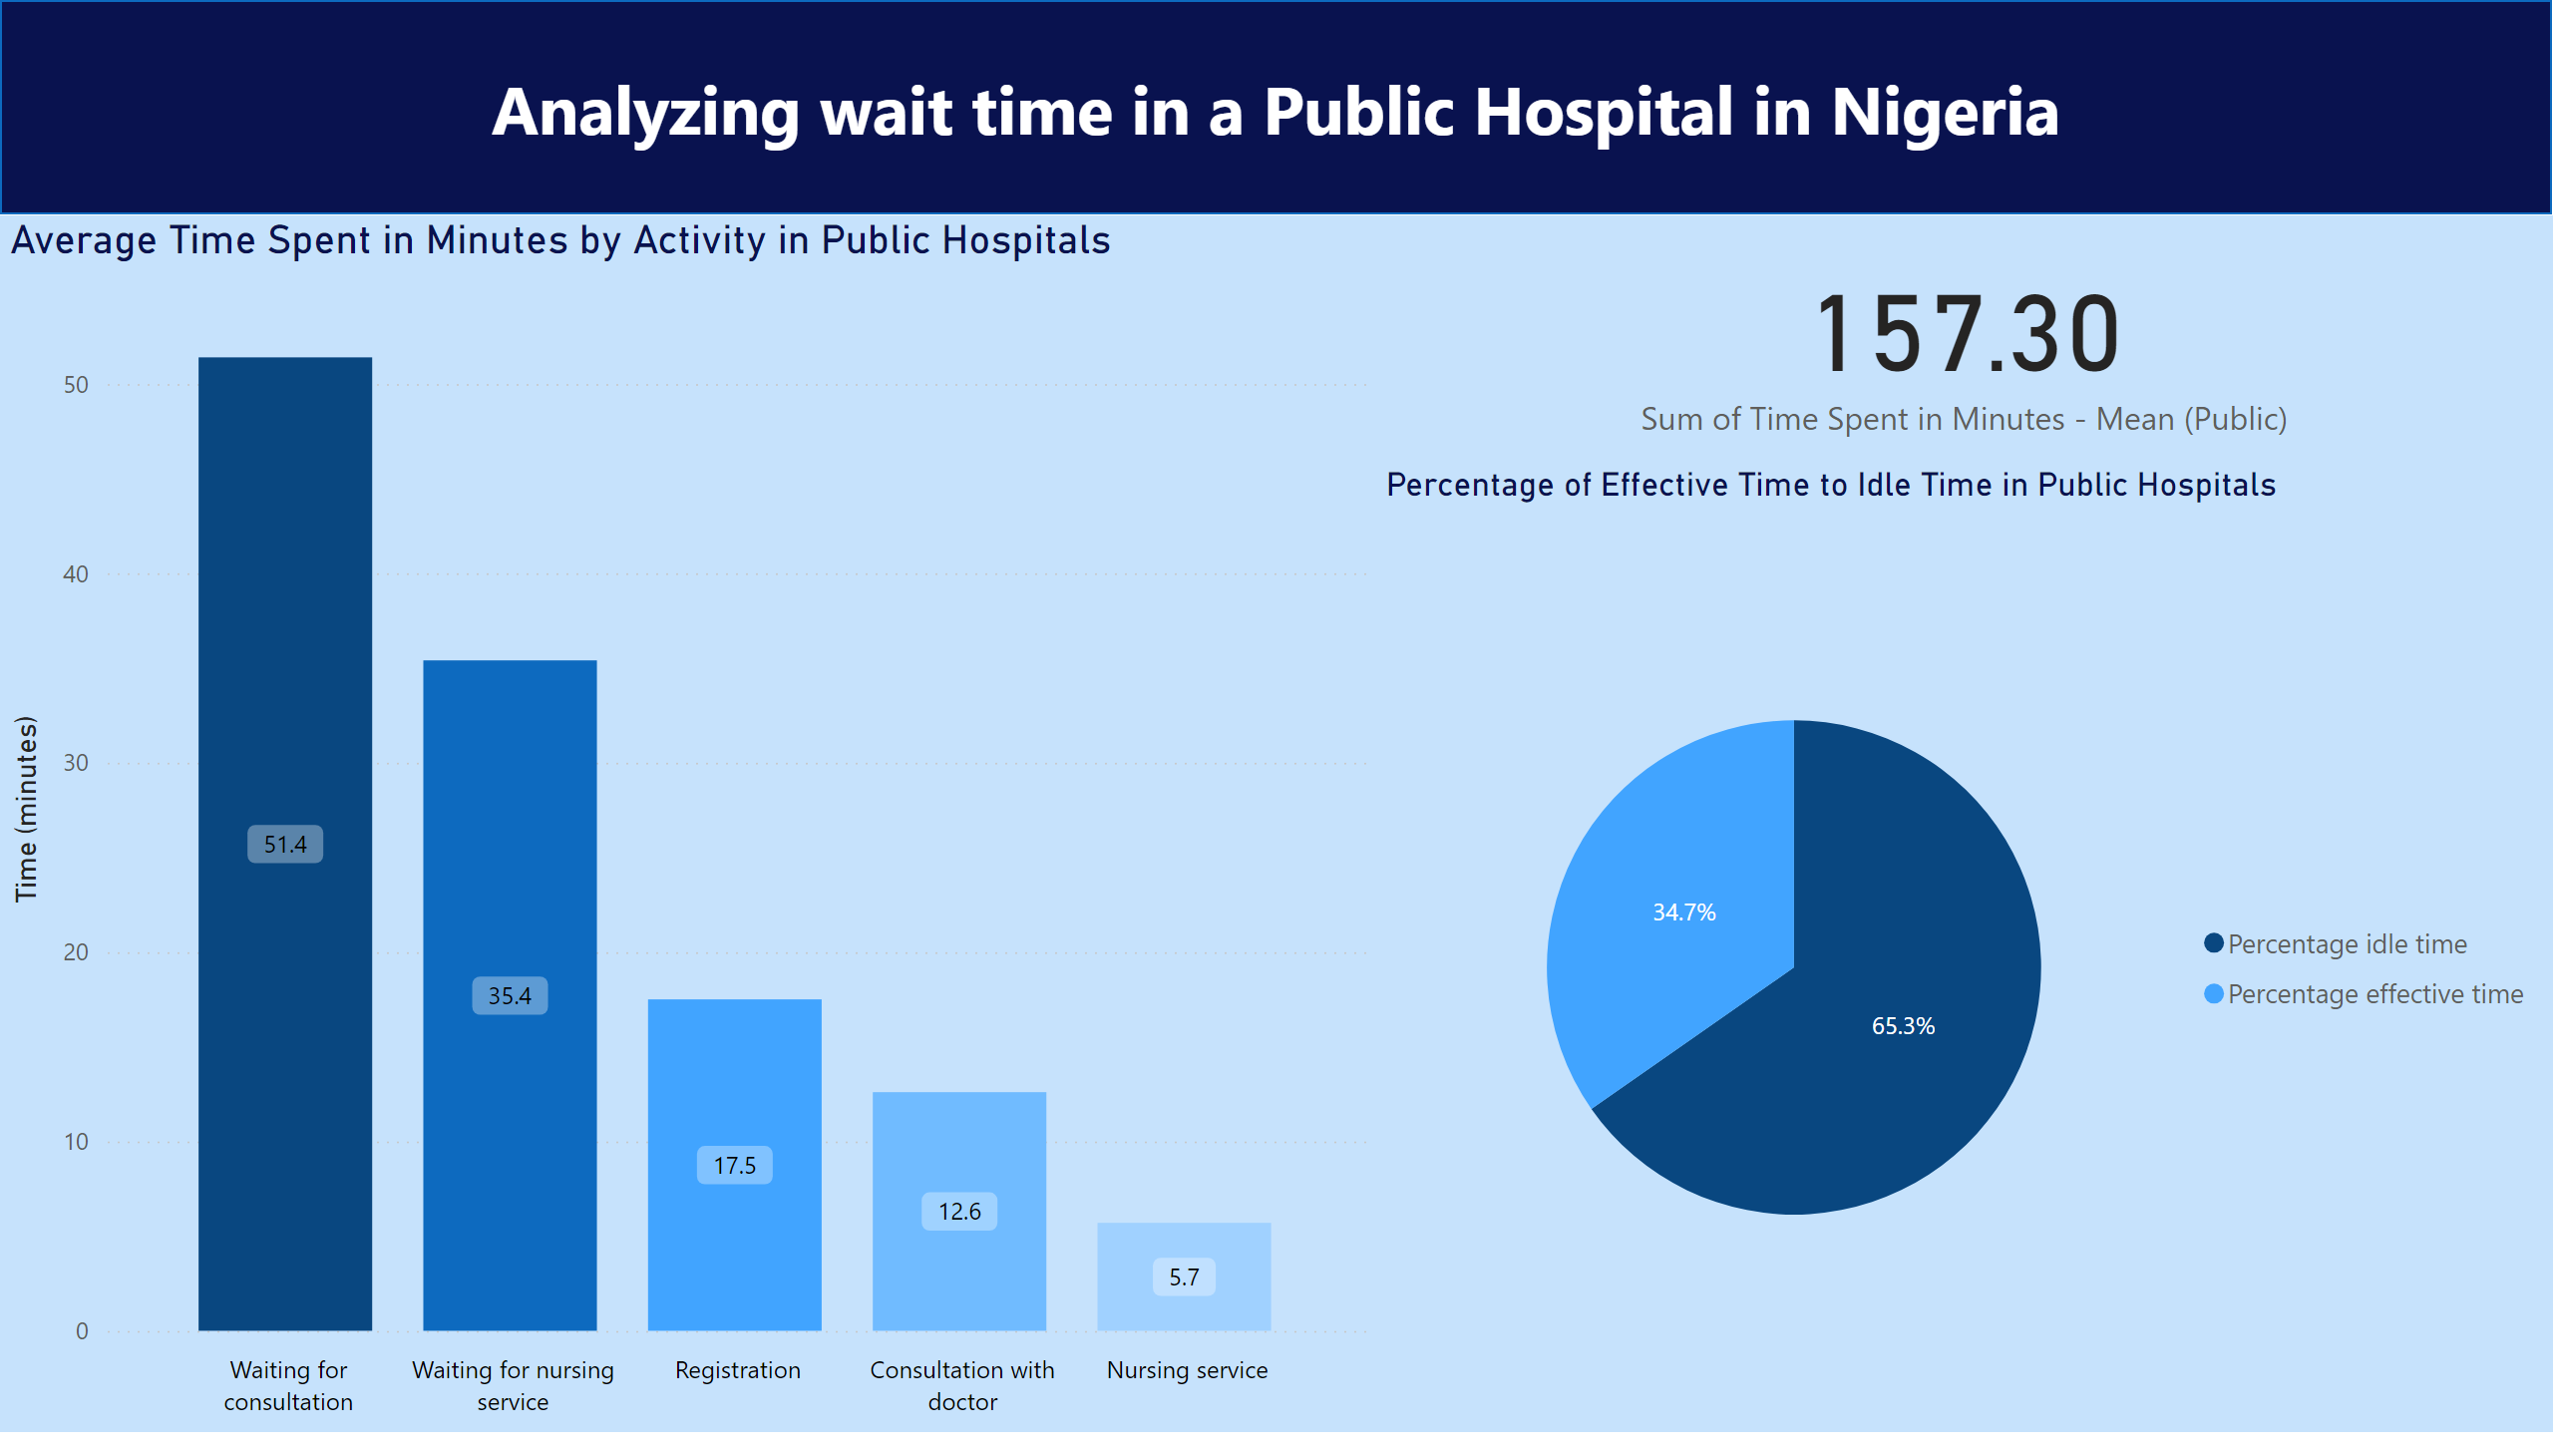 Analyzing wait time in a Public Hospital in Nigeria
Average Time Spent in Minutes by Activity in Public Hospitals
Time (minutes)
50
40
30
20
10
0
51.4
35.4
17.5
12.6
5.7
Waiting for
consultation
Waiting for nursing
service
Registration
Consultation with
doctor
Nursing service
157.30
Sum of Time Spent in Minutes - Mean (Public)
Percentage of Effective Time to Idle Time in Public Hospitals
34.7%
65.3%
Percentage idle time
Percentage effective time